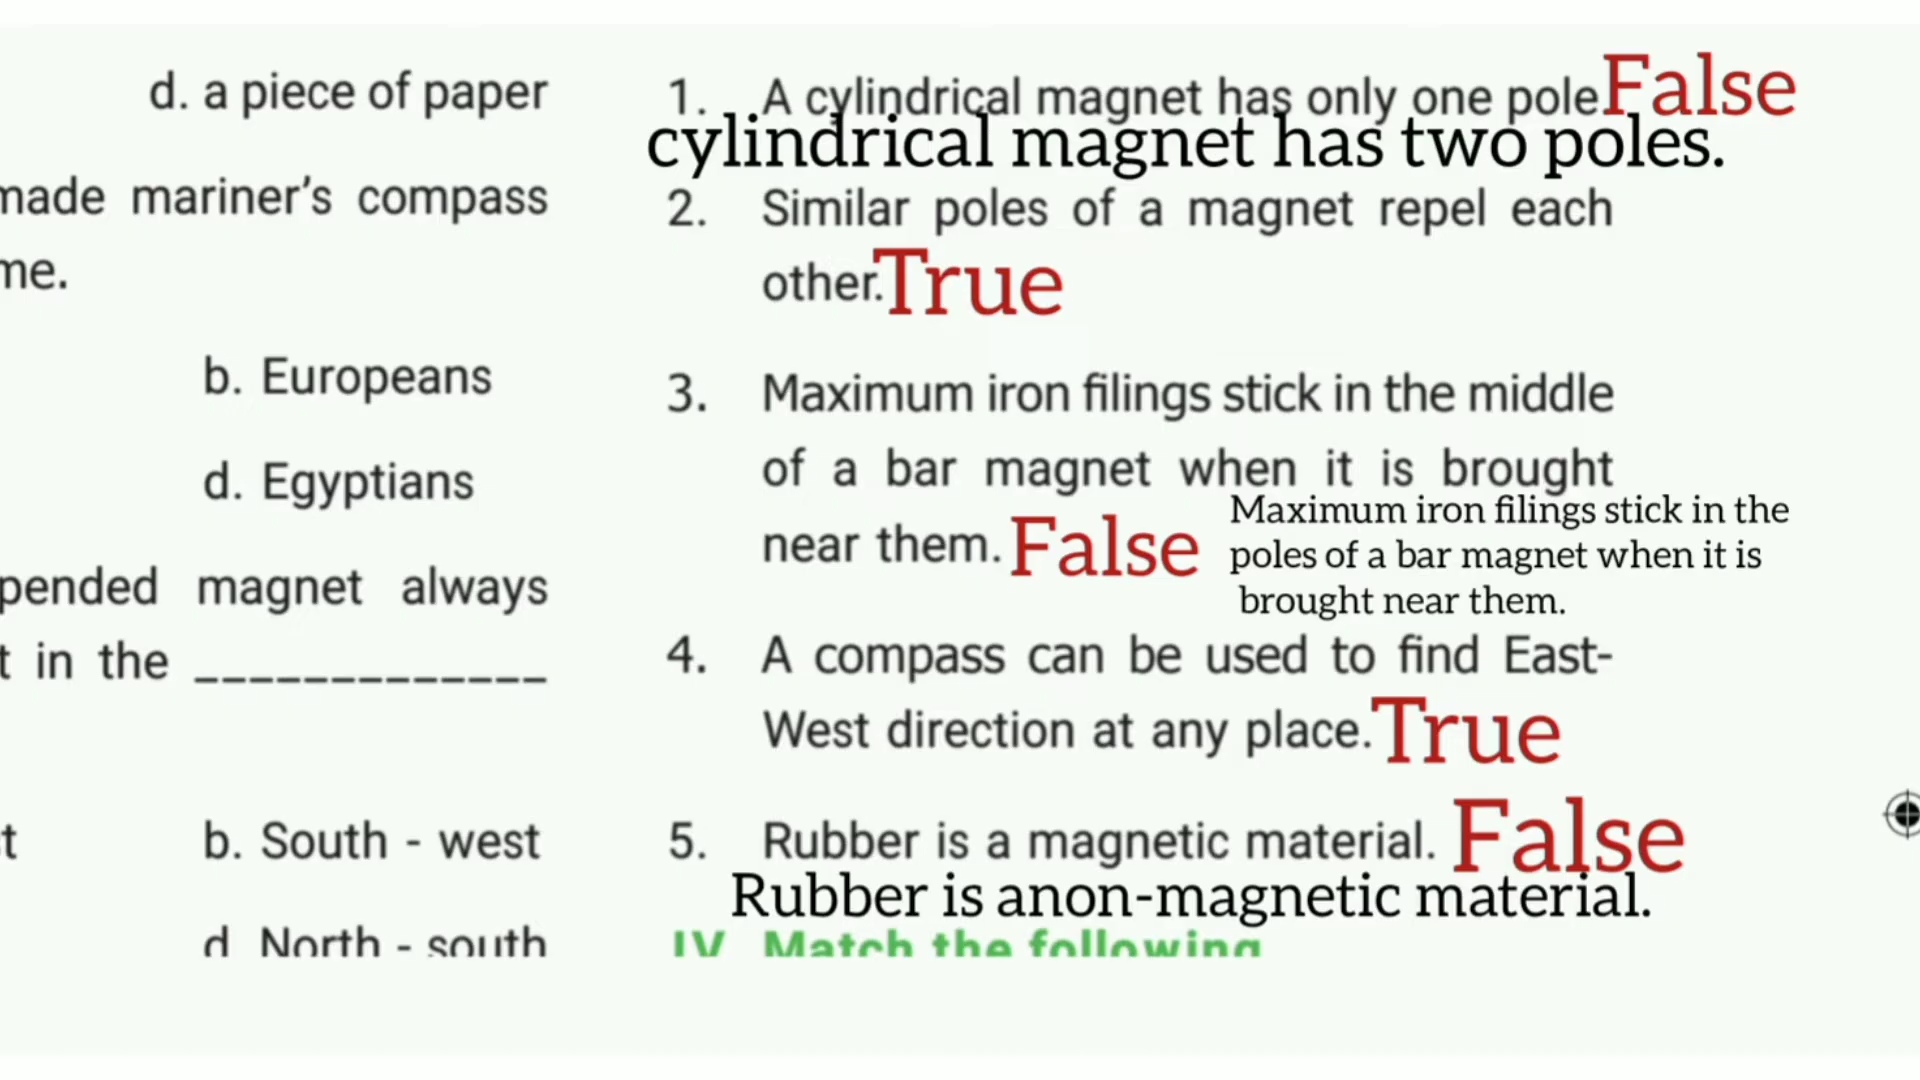 d. a piece of paper
made mariner's compass
me.
b. Europeans
d. Egyptians
pended magnet always
t in the _____________
t b. South - west
d. North - south
1. A cylindrical magnet has only one pole. False
cylindrical magnet has two poles.
2. Similar poles of a magnet repel each
other. True
3. Maximum iron filings stick in the middle
of a bar magnet when it is brought
near them. False
Maximum iron filings stick in the
poles of a bar magnet when it is
brought near them.
4. A compass can be used to find East-
West direction at any place. True
5. Rubber is a magnetic material. False
Rubber is anon-magnetic material.
IV Match the following